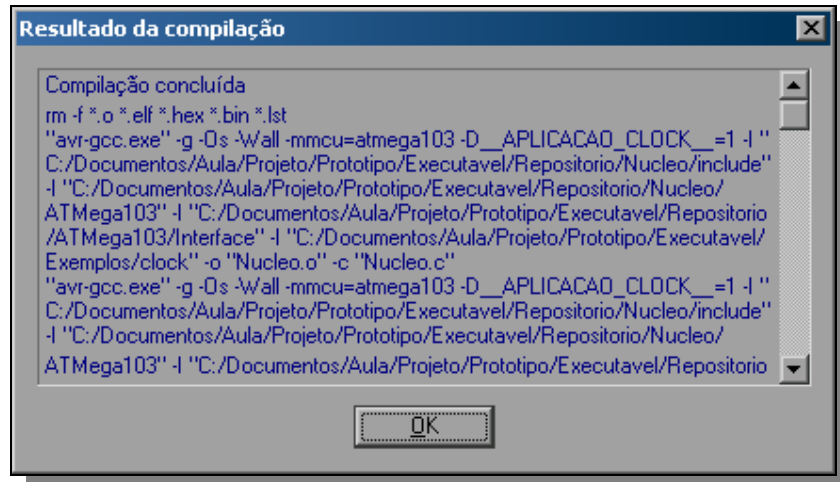 Resultado da compilação
Compilação concluída
rm -f *.o *.elf *.hex *.bin *.lst
"avr-gcc.exe" -g -Os -Wall -mmcu=atmega103 -D__APLICACAO_CLOCK__=1 -I "
C:/Documentos/Aula/Projeto/Prototipo/Executavel/Repositorio/Nucleo/include"
-I "C:/Documentos/Aula/Projeto/Prototipo/Executavel/Repositorio/Nucleo/
ATMega103" -I "C:/Documentos/Aula/Projeto/Prototipo/Executavel/Repositorio
/ATMega103/Interface" -I "C:/Documentos/Aula/Projeto/Prototipo/Executavel/
Exemplos/clock" -o "Nucleo.o" -c "Nucleo.c"
"avr-gcc.exe" -g -Os -Wall -mmcu=atmega103 -D__APLICACAO_CLOCK__=1 -I "
C:/Documentos/Aula/Projeto/Prototipo/Executavel/Repositorio/Nucleo/include"
-I "C:/Documentos/Aula/Projeto/Prototipo/Executavel/Repositorio/Nucleo/
ATMega103" -I "C:/Documentos/Aula/Projeto/Prototipo/Executavel/Repositorio
OK